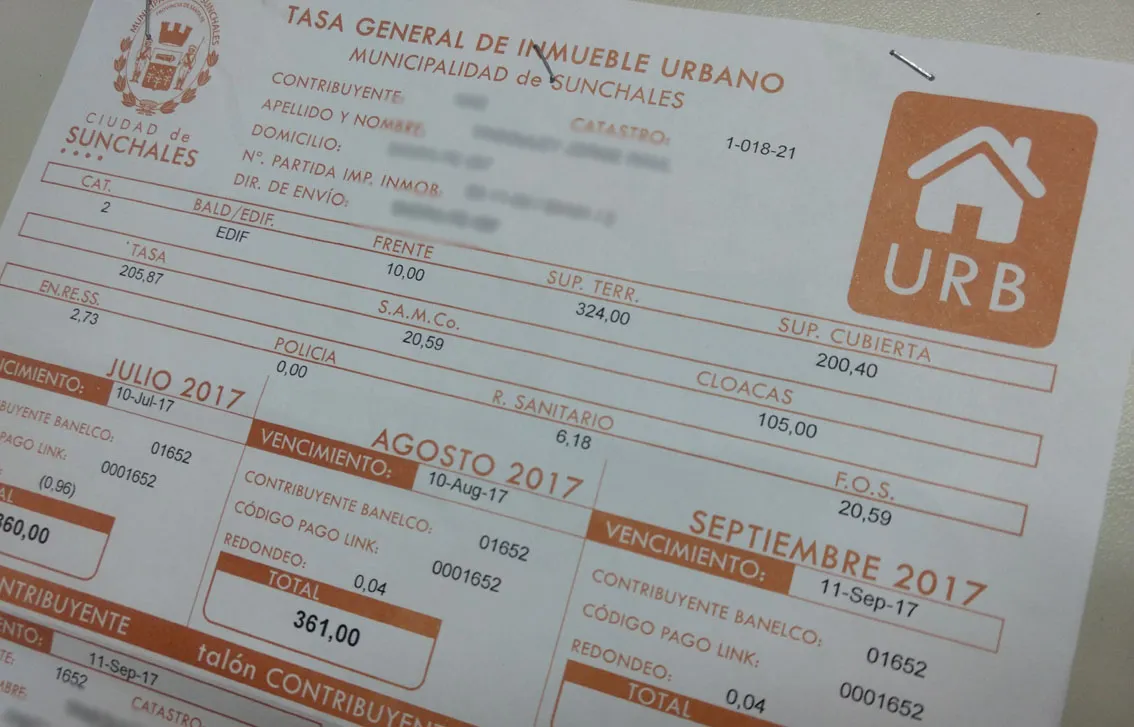 TASA GENERAL DE INMUEBLE URBANO
MUNICIPALIDAD de SUNCHALES
CIUDAD de
SUNCHALES
CONTRIBUYENTE:
CATASTRO: 1-018-21
APELLIDO Y NOMBRE:
DOMICILIO:
Nº. PARTIDA IMP. INMOB.
DIR. DE ENVÍO:
URB
CAT. BALD/EDIF. FRENTE SUP. TERR. SUP. CUBIERTA
2 EDIF 10,00 324,00 200,40
*TASA S.A.M.Co. CLOACAS
205,87 20,59 105,00
EN.RE.SS. POLICIA R. SANITARIO F.O.S.
2,73 0,00 6,18 20,59
JULIO 2017
10-Jul-17
PAGO LINK:
01652
0001652
(0,96)
AGOSTO 2017
VENCIMIENTO: 10-Aug-17
CONTRIBUYENTE BANELCO: 01652
CÓDIGO PAGO LINK: 0001652
REDONDEO: 0,04
TOTAL
361,00
SEPTIEMBRE 2017
VENCIMIENTO: 11-Sep-17
CONTRIBUYENTE BANELCO: 01652
CÓDIGO PAGO LINK: 0001652
REDONDEO: 0,04
TOTAL
talón CONTRIBUYENTE
11-Sep-17
1652
CATASTRO